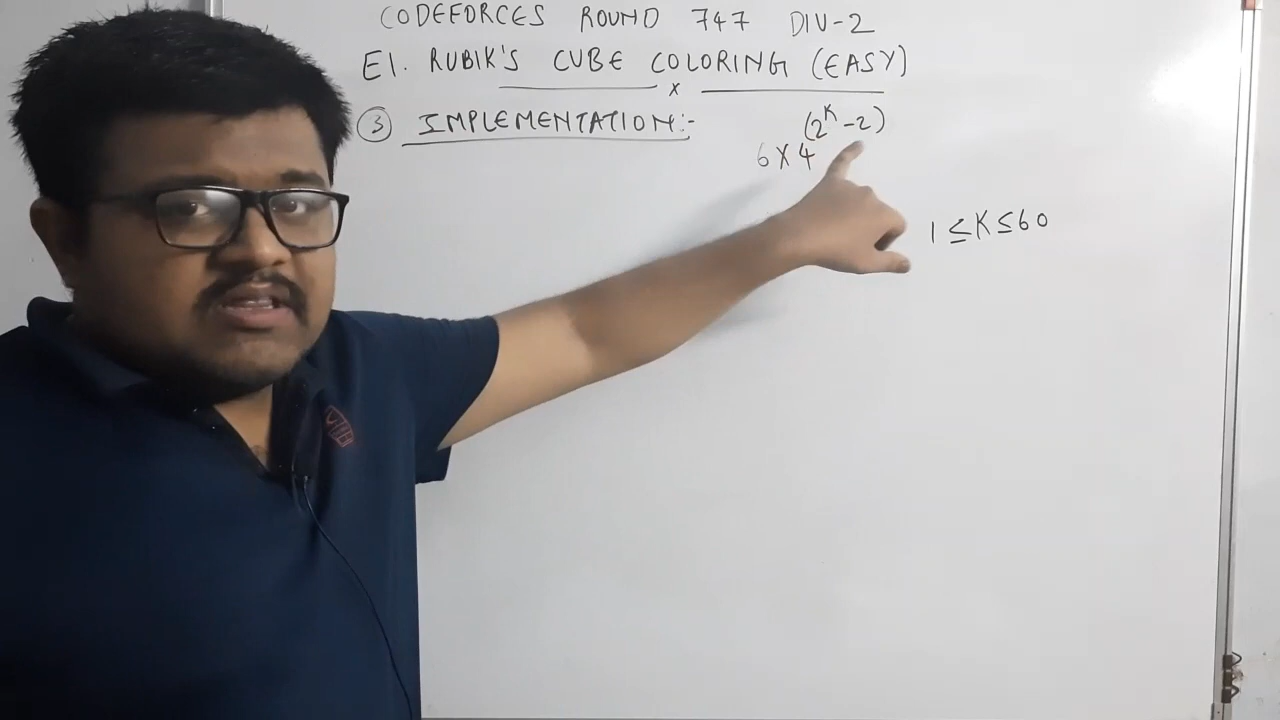 CODEFORCES ROUND 747 DIV-2
E1. RUBIK'S CUBE COLORING (EASY)
x
③ IMPLEMENTATION:-
6 X 4^(2^K - 2)
1 ≤ K ≤ 60